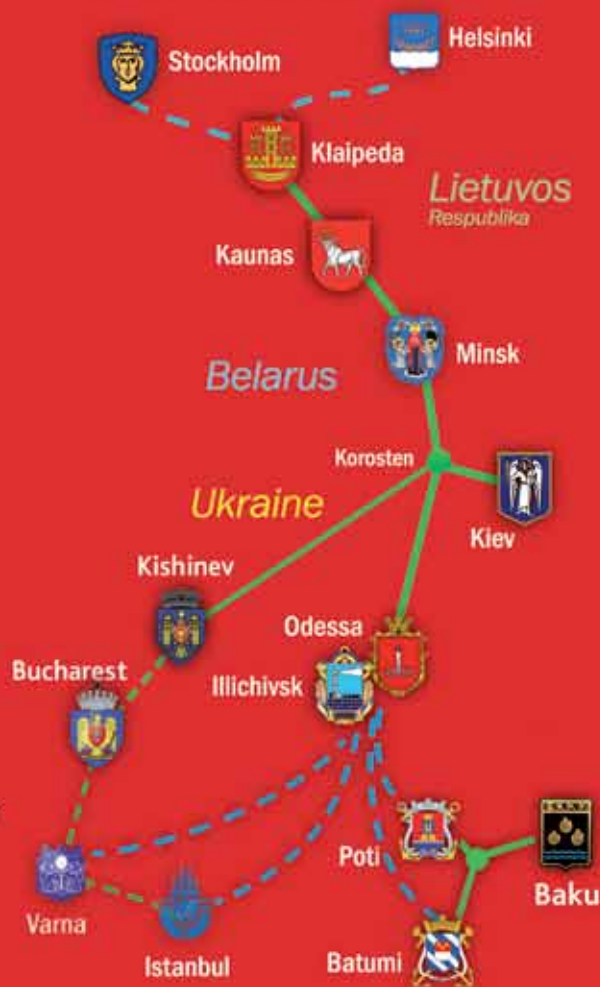 Helsinki
Stockholm
Klaipeda
Lietuvos
Respublika
Kaunas
Minsk
Belarus
Korosten
Ukraine
Kiev
Kishinev
Odessa
Bucharest
Illichivsk
Poti
Baku
Varna
Istanbul
Batumi